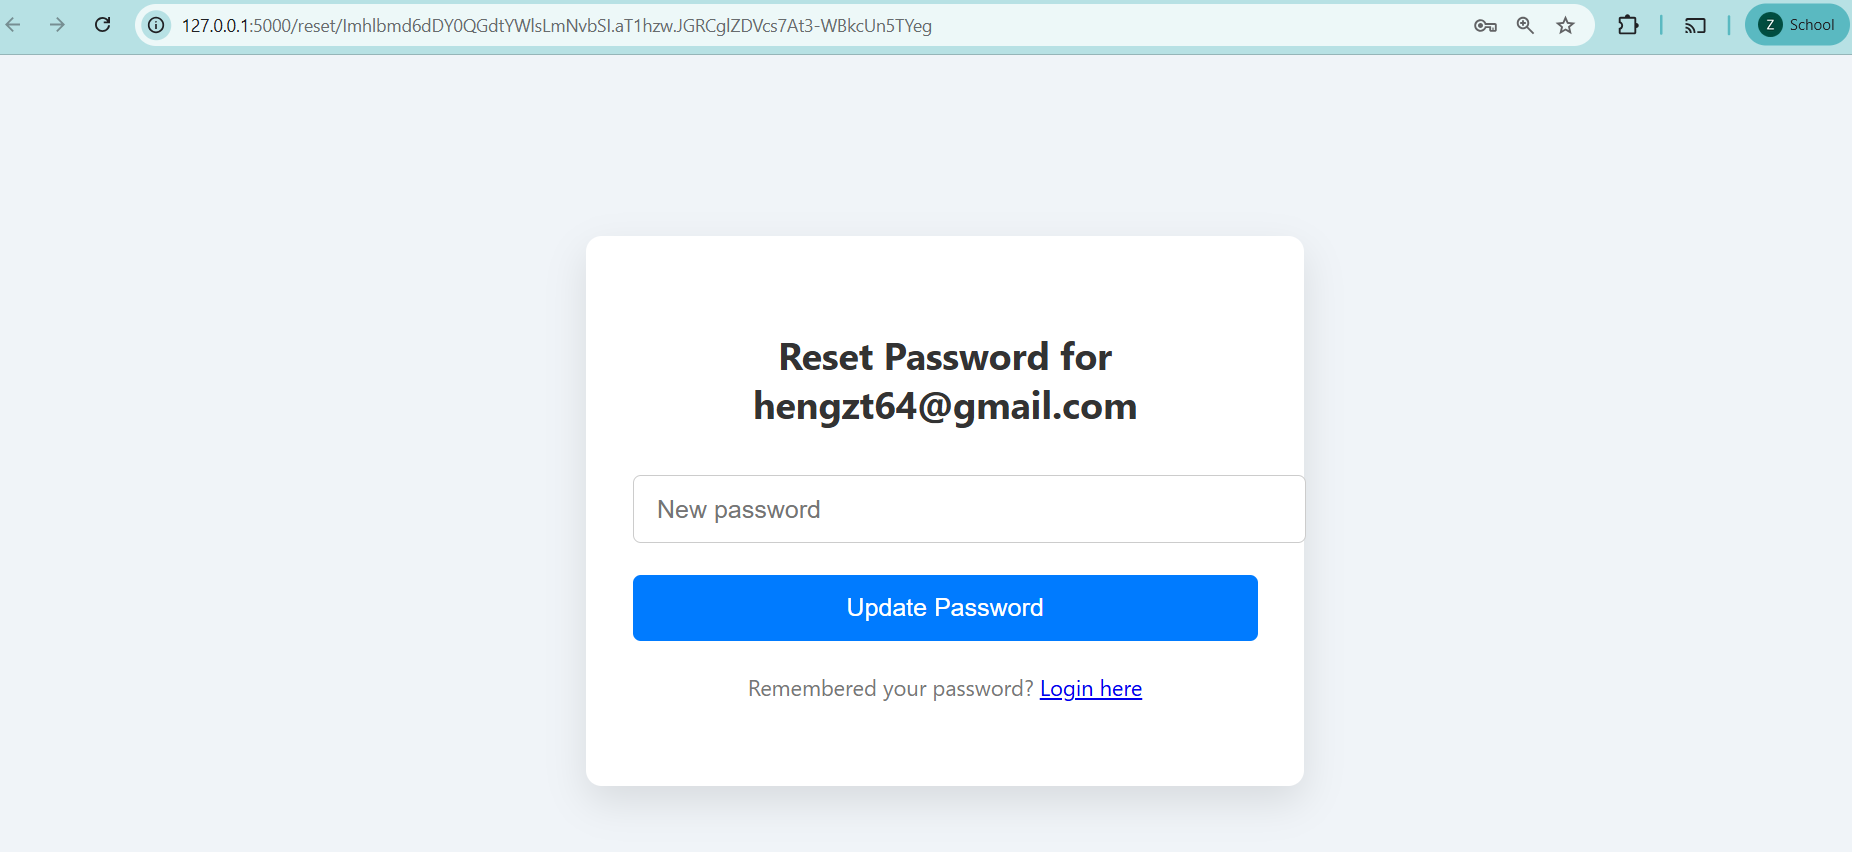 127.0.0.1:5000/reset/Imhlbmd6dDY0QGdtYWlsLmNvbSI.aT1hzw.JGRCglZDVcs7At3-WBkcUn5TYeg
Z School
Reset Password for
hengzt64@gmail.com
New password
Update Password
Remembered your password? Login here